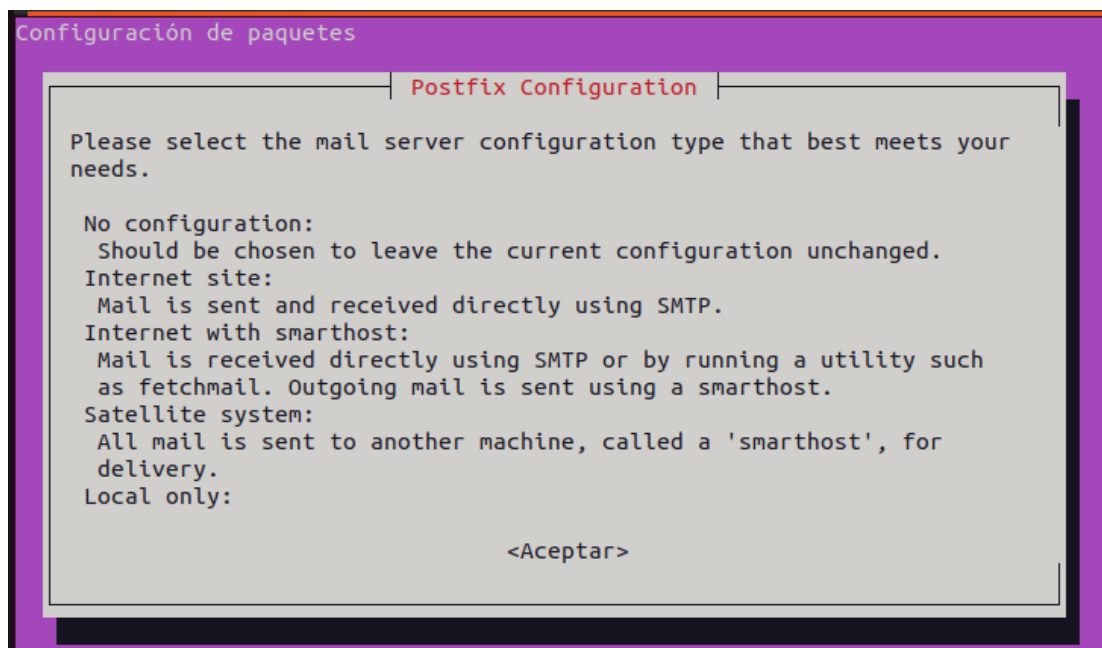 Configuración de paquetes
Postfix Configuration
Please select the mail server configuration type that best meets your
needs.
No configuration:
Should be chosen to leave the current configuration unchanged.
Internet site:
Mail is sent and received directly using SMTP.
Internet with smarthost:
Mail is received directly using SMTP or by running a utility such
as fetchmail. Outgoing mail is sent using a smarthost.
Satellite system:
All mail is sent to another machine, called a 'smarthost', for
delivery.
Local only:
<Aceptar>